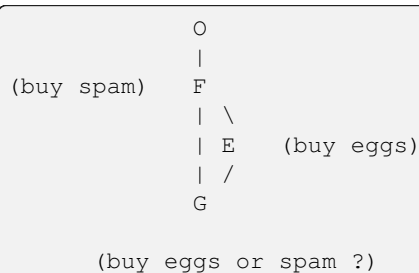 O
|
(buy spam) F
| \
| E (buy eggs)
| /
G
(buy eggs or spam ?)